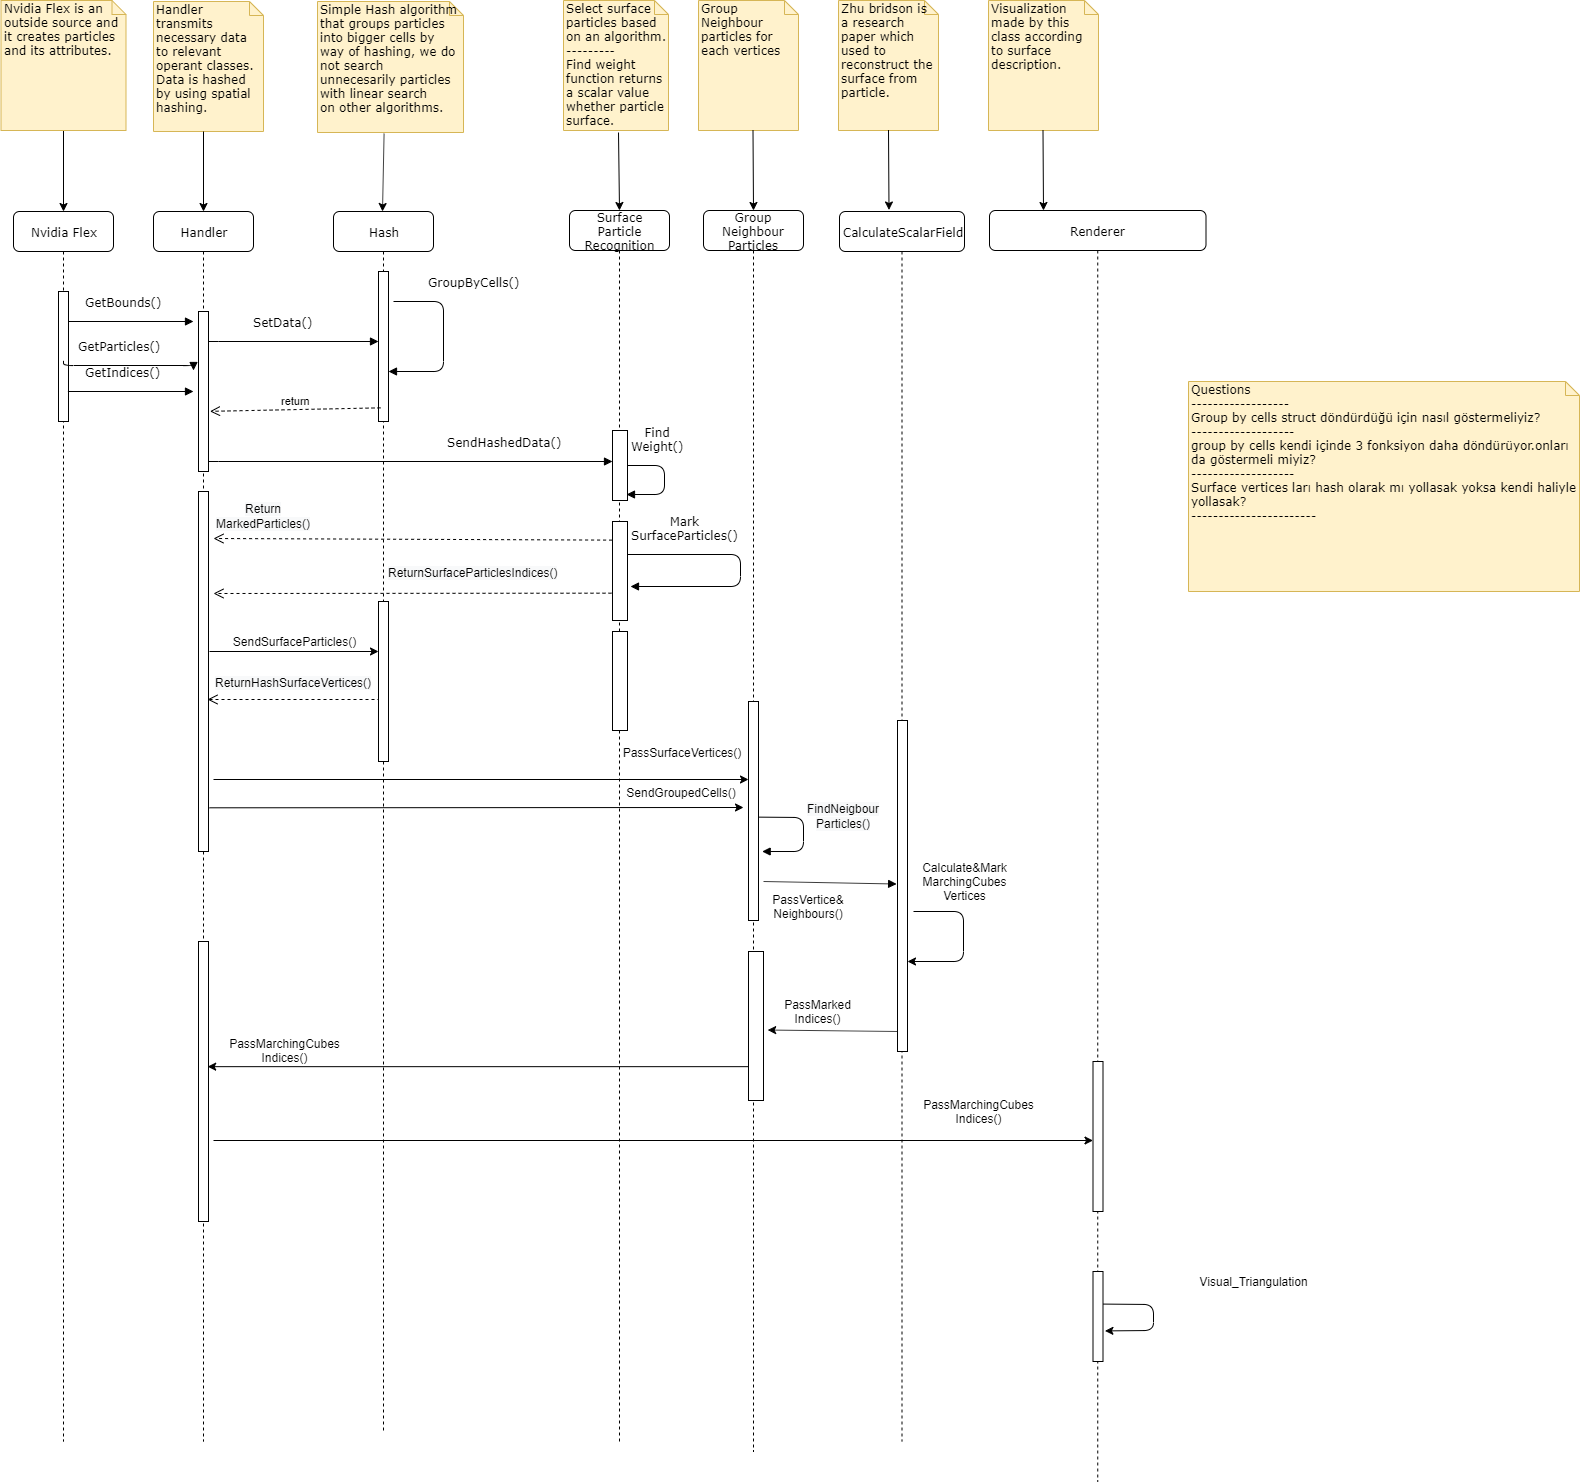 Nvidia Flex is an
outside source and
it creates particles
and its attributes.
Handler
transmits
necessary data
to relevant
operant classes.
Data is hashed
by using spatial
hashing.
Simple Hash algorithm
that groups particles
into bigger cells by
way of hashing, we do
not search
unnecesarily particles
with linear search
on other algorithms.
Select surface
particles based
on an algorithm.
---------
Find weight
function returns
a scalar value
whether particle
surface.
Group
Neighbour
particles for
each vertices
Zhu bridson is
a research
paper which
used to
reconstruct the
surface from
particle.
Visualization
made by this
class according
to surface
description.
Nvidia Flex
Handler
Hash
Surface
Particle
Recognition
Group
Neighbour
Particles
CalculateScalarField
Renderer
GroupByCells()
GetBounds()
SetData()
GetParticles()
GetIndices()
return
SendHashedData()
Find
Weight()
Questions
------------------
Group by cells struct döndürdüğü için nasıl göstermeliyiz?
-------------------
group by cells kendi içinde 3 fonksiyon daha döndürüyor.onları
da göstermeli miyiz?
-------------------
Surface vertices ları hash olarak mı yollasak yoksa kendi haliyle
yollasak?
-----------------------
Return
MarkedParticles()
Mark
SurfaceParticles()
ReturnSurfaceParticlesIndices()
SendSurfaceParticles()
ReturnHashSurfaceVertices()
PassSurfaceVertices()
SendGroupedCells()
FindNeigbour
Particles()
Calculate&Mark
MarchingCubes
Vertices
PassVertice&
Neighbours()
PassMarked
Indices()
PassMarchingCubes
Indices()
PassMarchingCubes
Indices()
Visual_Triangulation